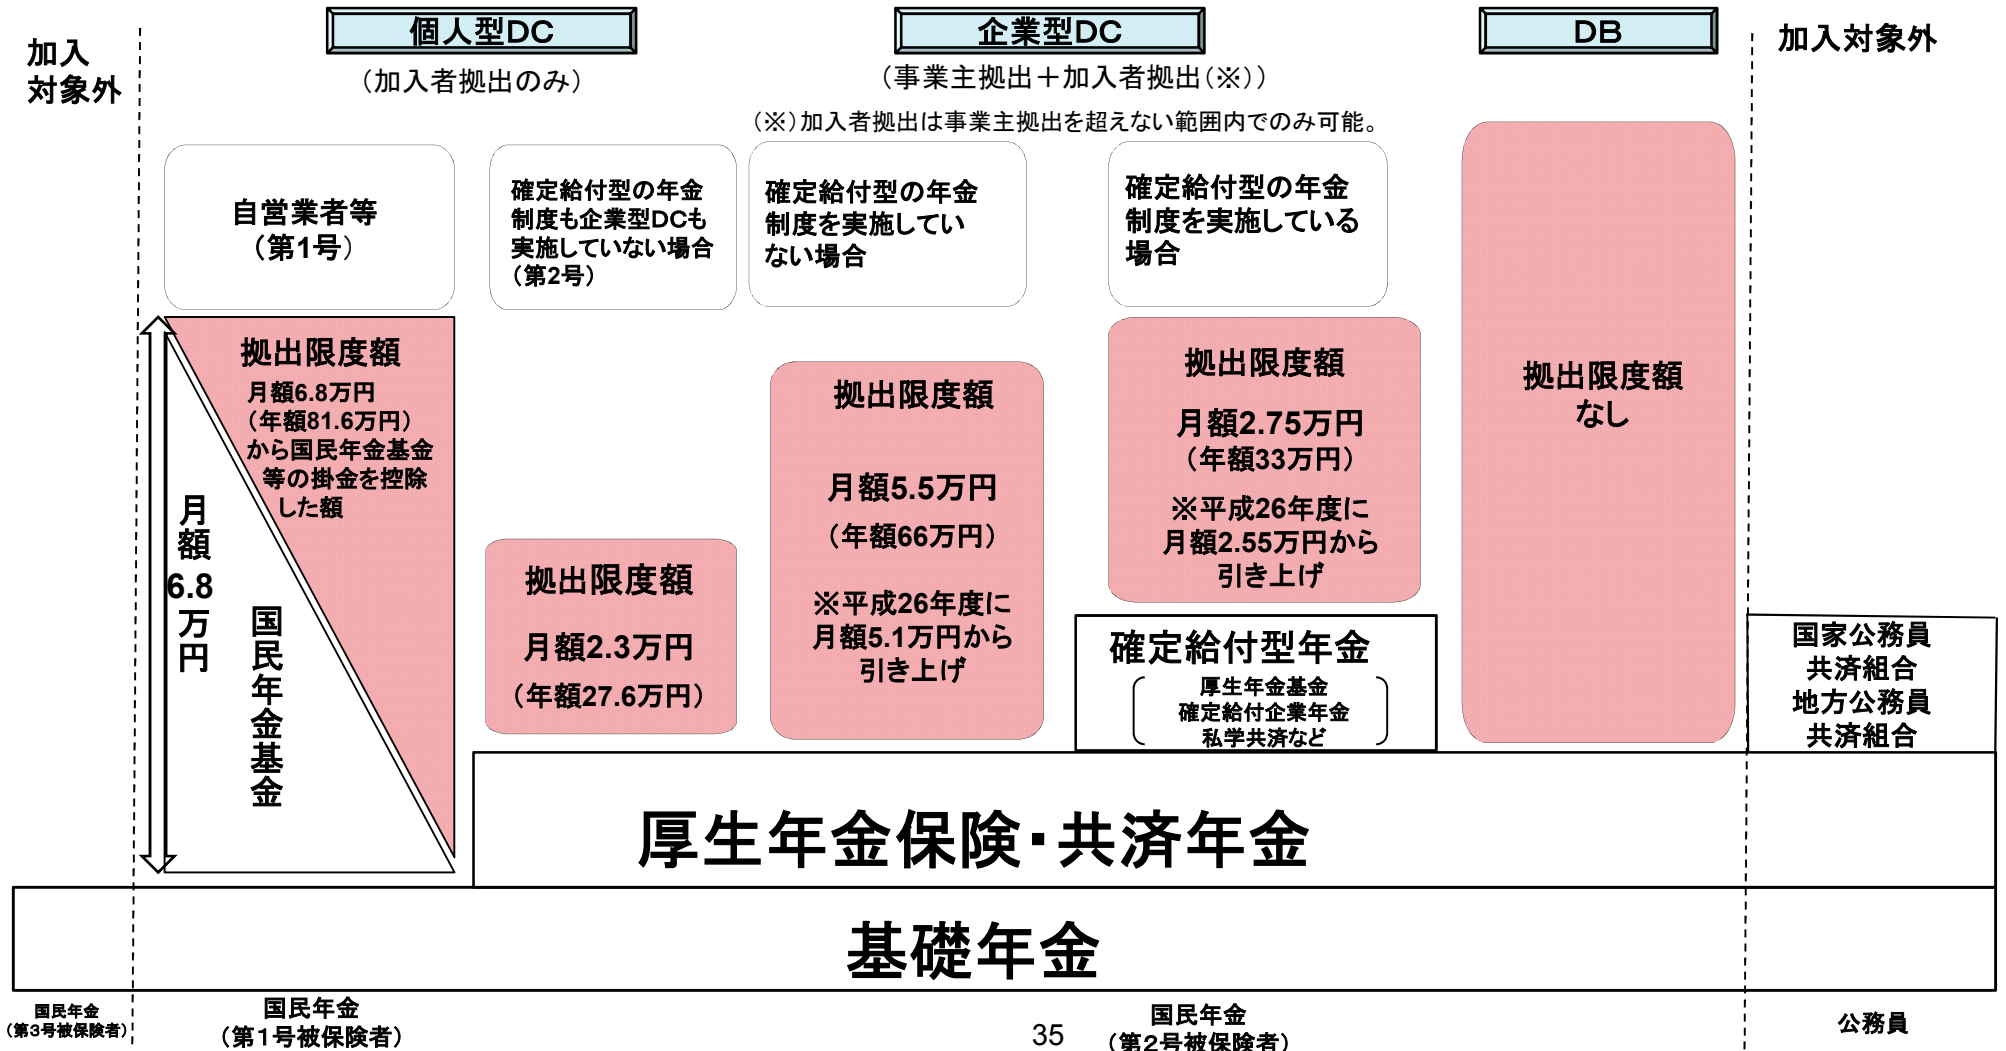 個人型DC
企業型DC
DB
加入
対象外
加入対象外
（加入者拠出のみ）
（事業主拠出＋加入者拠出（※））
（※）加入者拠出は事業主拠出を超えない範囲内でのみ可能。
自営業者等
（第1号）
確定給付型の年金
制度も企業型DCも
実施していない場合
（第2号）
確定給付型の年金
制度を実施してい
ない場合
確定給付型の年金
制度を実施している
場合
拠出限度額
月額6.8万円
（年額81.6万円）
から国民年金基金
等の掛金を控除
した額
月額6.8万円
国民年金基金
拠出限度額
月額2.3万円
（年額27.6万円）
拠出限度額
月額5.5万円
（年額66万円）
※平成26年度に
月額5.1万円から
引き上げ
拠出限度額
月額2.75万円
（年額33万円）
※平成26年度に
月額2.55万円から
引き上げ
確定給付型年金
厚生年金基金
確定給付企業年金
私学共済など
拠出限度額
なし
国家公務員
共済組合
地方公務員
共済組合
厚生年金保険・共済年金
基礎年金
国民年金
（第3号被保険者）
国民年金
（第1号被保険者）
35
国民年金
（第2号被保険者）
公務員